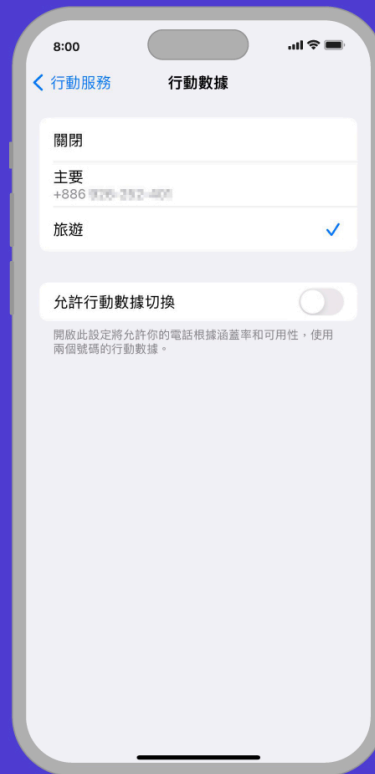 8:00
行動服務
行動數據
關閉
主要
+886
旅遊
允許行動數據切換
開啟此設定將允許你的電話根據涵蓋率和可用性，使用
兩個號碼的行動數據。